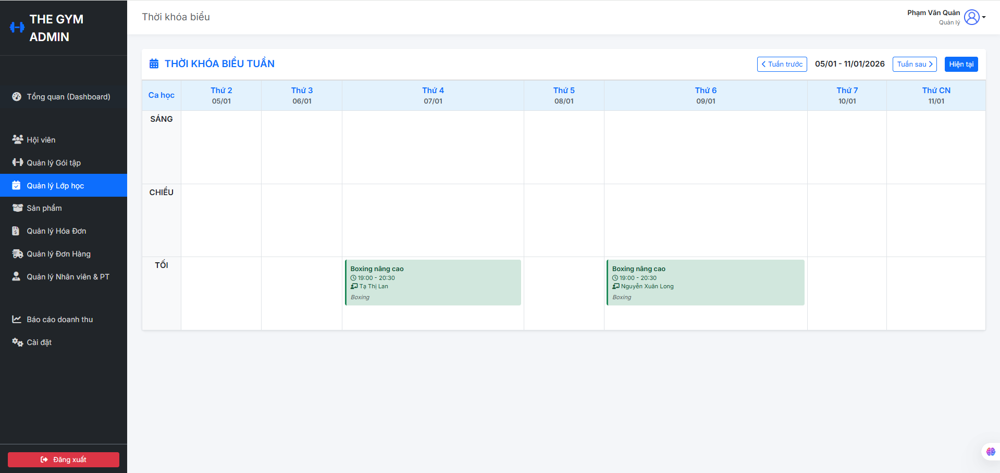 THE GYM
ADMIN
Tổng quan (Dashboard)
Hội viên
Quản lý Gói tập
Quản lý Lớp học
Sản phẩm
Quản lý Hóa Đơn
Quản lý Đơn Hàng
Quản lý Nhân viên & PT
Báo cáo doanh thu
Cài đặt
Đăng xuất
Thời khóa biểu
Phạm Văn Quản
Quản lý
THỜI KHÓA BIỂU TUẦN
Tuần trước
05/01 - 11/01/2026
Tuần sau
Hiện tại
Ca học
Thứ 2
05/01
Thứ 3
06/01
Thứ 4
07/01
Thứ 5
08/01
Thứ 6
09/01
Thứ 7
10/01
Thứ CN
11/01
SÁNG
CHIỀU
TỐI
Boxing nâng cao
19:00 - 20:30
Tạ Thị Lan
Boxing
Boxing nâng cao
19:00 - 20:30
Nguyễn Xuân Long
Boxing